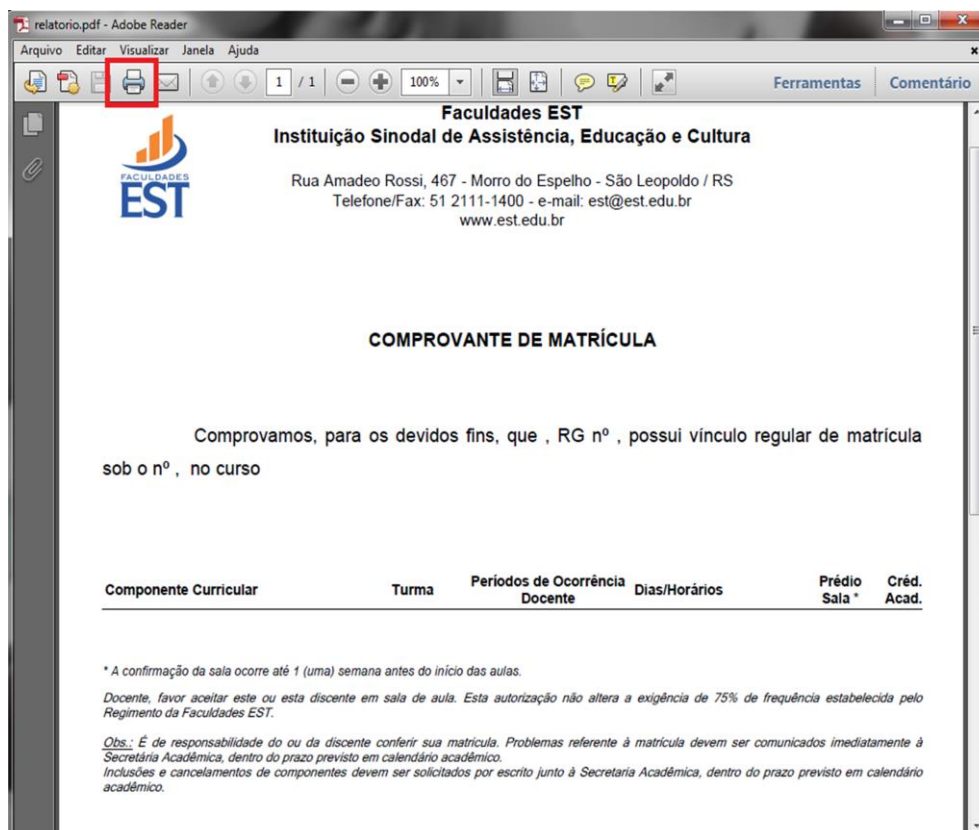 relatorio.pdf - Adobe Reader
Arquivo Editar Visualizar Janela Ajuda
1 / 1 100% Ferramentas Comentário
Faculdades EST
Instituição Sinodal de Assistência, Educação e Cultura
FACULDADES
EST
Rua Amadeo Rossi, 467 - Morro do Espelho - São Leopoldo / RS
Telefone/Fax: 51 2111-1400 - e-mail: est@est.edu.br
www.est.edu.br
COMPROVANTE DE MATRÍCULA
Comprovamos, para os devidos fins, que , RG nº , possui vínculo regular de matrícula
sob o nº , no curso
Componente Curricular Turma Períodos de Ocorrência Docente Dias/Horários Prédio Sala * Créd. Acad.
* A confirmação da sala ocorre até 1 (uma) semana antes do início das aulas.
Docente, favor aceitar este ou esta discente em sala de aula. Esta autorização não altera a exigência de 75% de frequência estabelecida pelo
Regimento da Faculdades EST.
Obs.: É de responsabilidade do ou da discente conferir sua matricula. Problemas referente à matrícula devem ser comunicados imediatamente à
Secretária Acadêmica, dentro do prazo previsto em calendário acadêmico.
Inclusões e cancelamentos de componentes devem ser solicitados por escrito junto à Secretaria Acadêmica, dentro do prazo previsto em calendário
acadêmico.